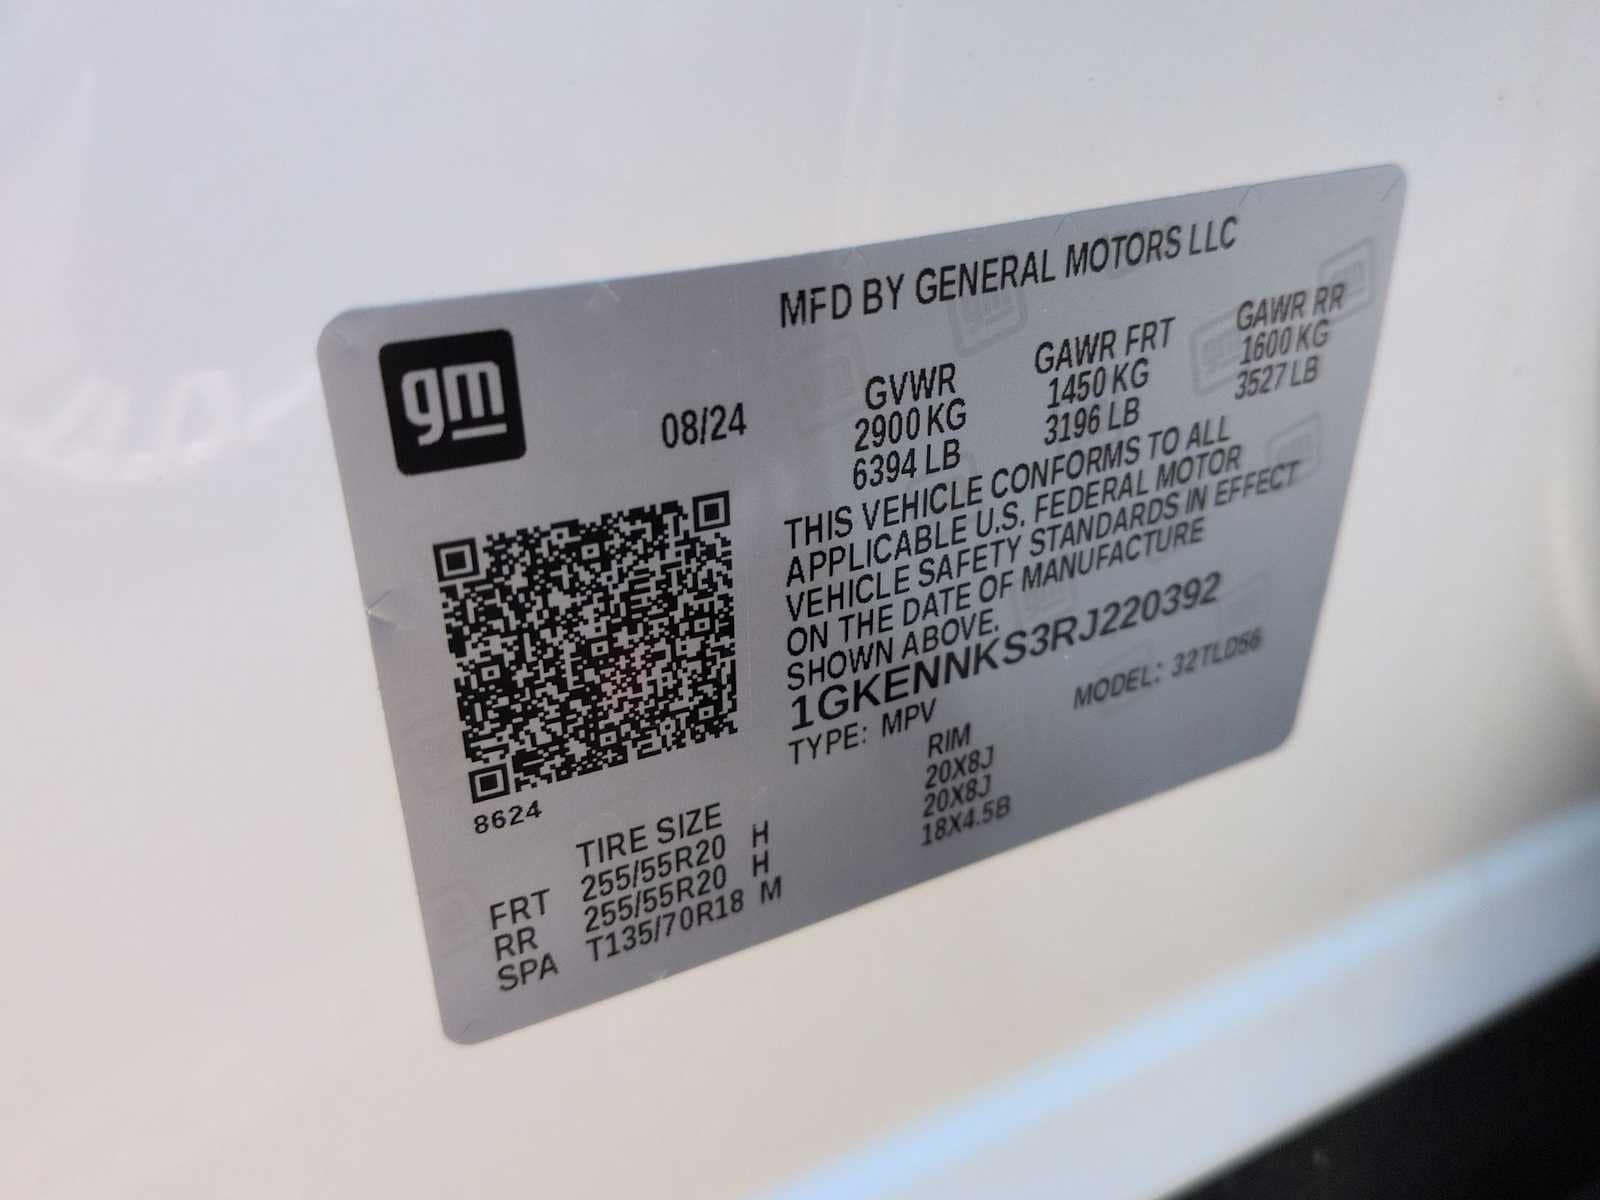 MFD BY GENERAL MOTORS LLC
gm
08/24
GVWR GAWR FRT GAWR RR
2900 KG 1450 KG 1600 KG
6394 LB 3196 LB 3527 LB
THIS VEHICLE CONFORMS TO ALL
APPLICABLE U.S. FEDERAL MOTOR
VEHICLE SAFETY STANDARDS IN EFFECT
ON THE DATE OF MANUFACTURE
SHOWN ABOVE.
1GKENNKS3RJ220392
TYPE: MPV MODEL: 32TLD56
8624
TIRE SIZE RIM
FRT 255/55R20 H 20X8J
RR 255/55R20 H 20X8J
SPA T135/70R18 M 18X4.5B